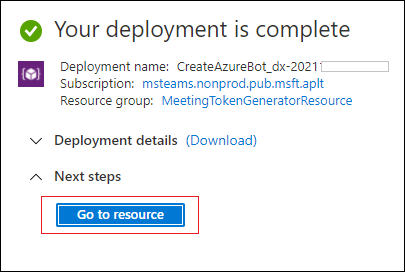 Your deployment is complete
Deployment name: CreateAzureBot_dx-2021
Subscription: msteams.nonprod.pub.msft.aplt
Resource group: MeetingTokenGeneratorResource
Deployment details (Download)
Next steps
Go to resource